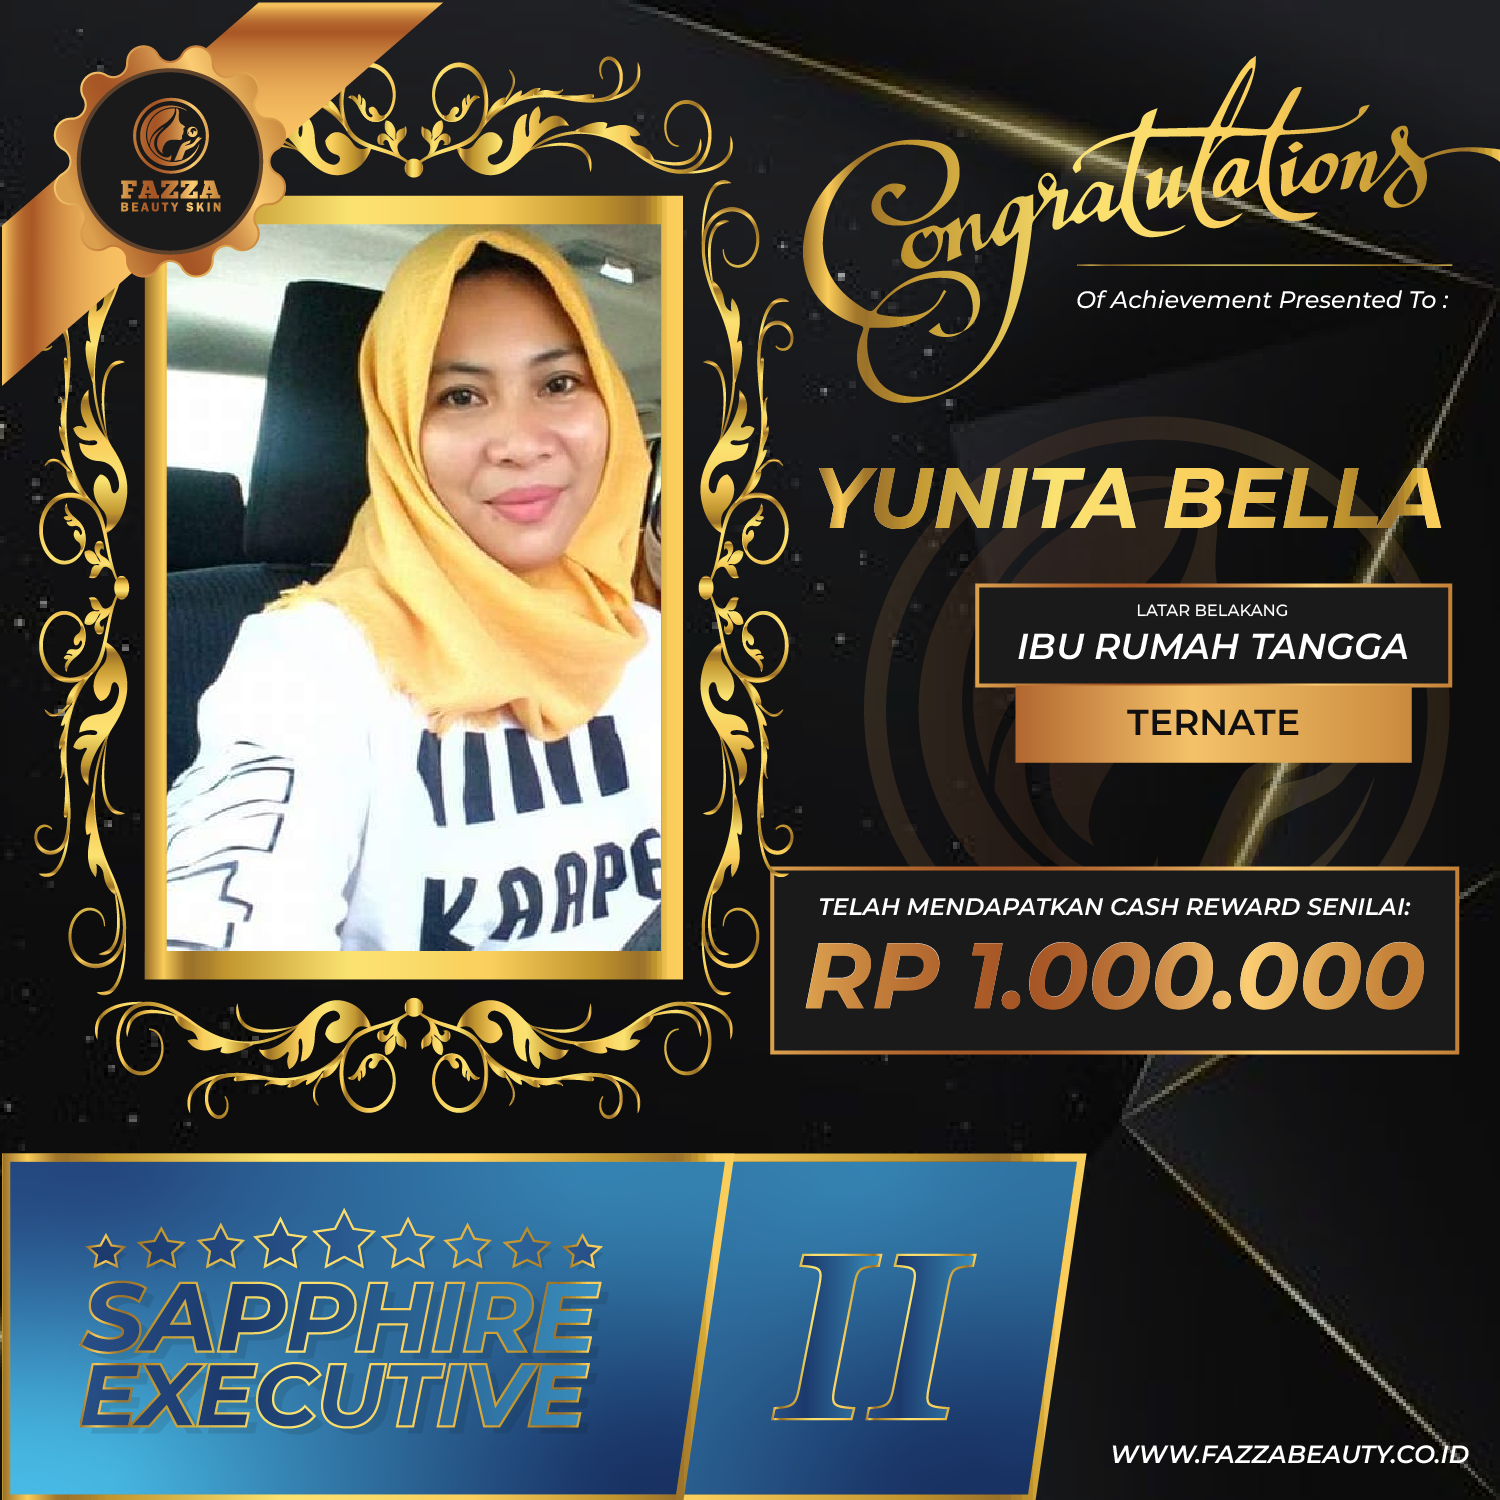 FAZZA
BEAUTY SKIN
Congratulations
Of Achievement Presented To :
YUNITA BELLA
LATAR BELAKANG
IBU RUMAH TANGGA
TERNATE
TELAH MENDAPATKAN CASH REWARD SENILAI:
RP 1.000.000
SAPPHIRE
EXECUTIVE
II
WWW.FAZZABEAUTY.CO.ID